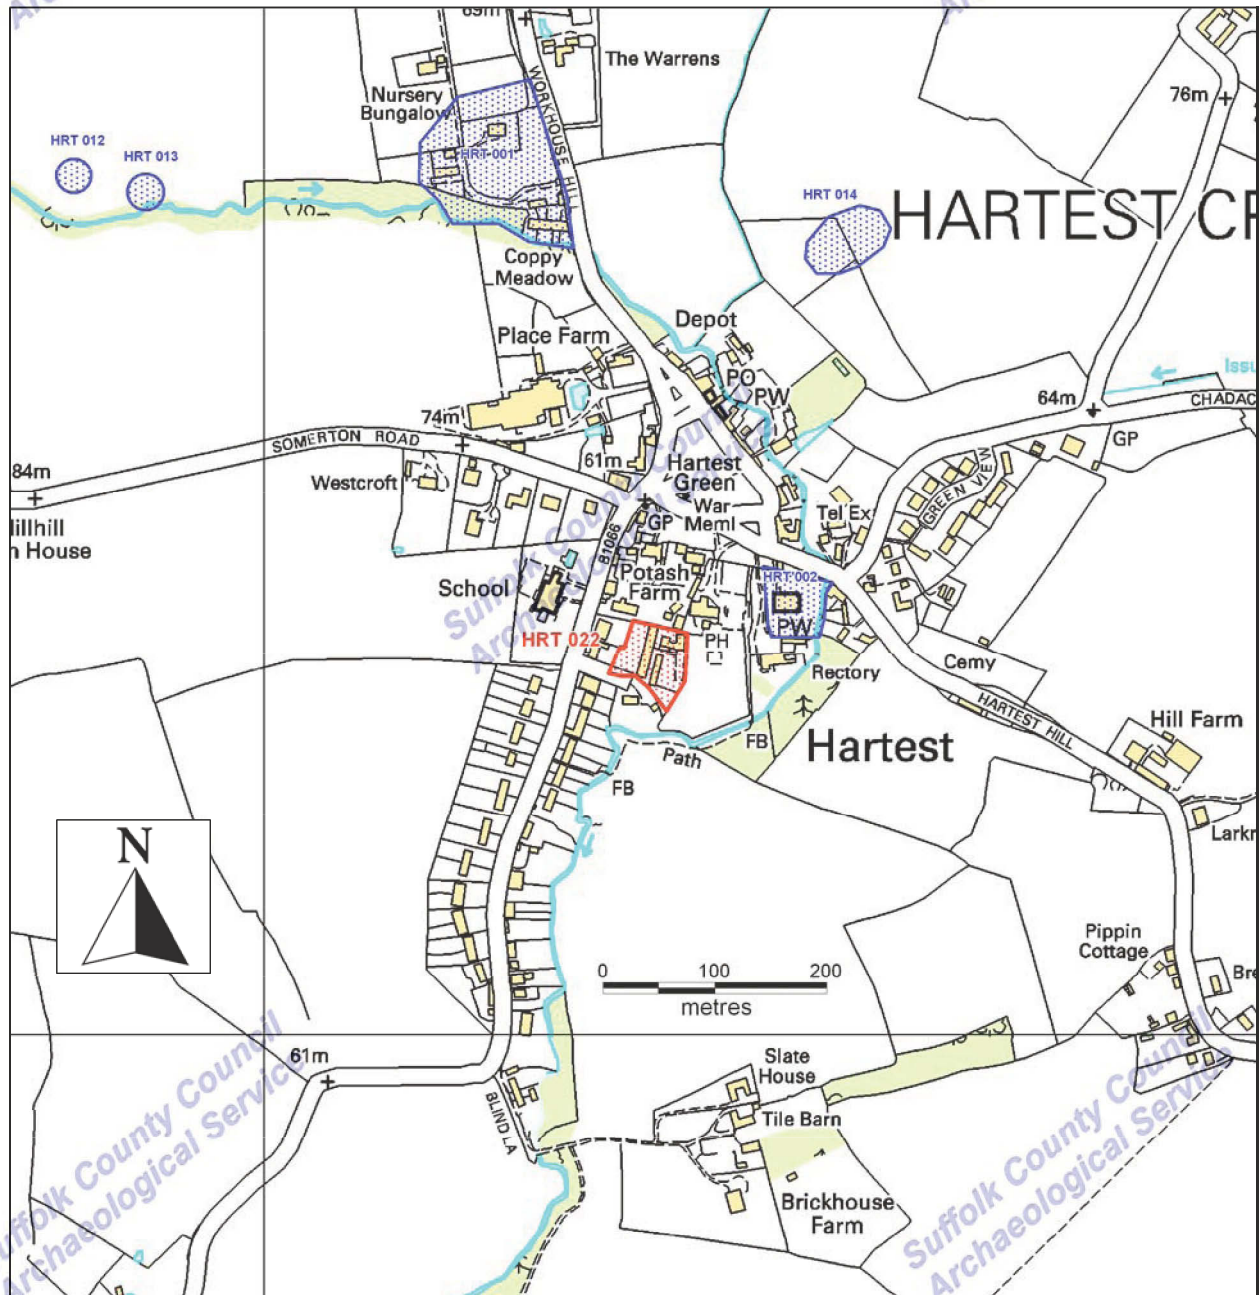 69m
The Warrens
Nursery
Bungalow
WORKHOUSE HILL
76m
HRT 012
HRT 013
HRT 001
HRT 014
HARTEST
Coppy
Meadow
Depot
Place Farm
PO
PW
64m
CHADAC
GP
74m
SOMERTON ROAD
84m
Westcroft
61m
Hartest
Green
War
Meml
GP
Tel Ex
GREEN VIEW
n House
B1066
School
Potash
Farm
HRT 002
PW
HRT 022
PH
Rectory
Cemy
HARTEST HILL
Hill Farm
Hartest
FB
Path
FB
N
Pippin
Cottage
0 100 200
metres
61m
BLIND LA
Slate
House
Tile Barn
Brickhouse
Farm
Suffolk County Council
Archaeological Service
Suffolk County Council
Archaeological Service
Suffolk County Council
Archaeological Service